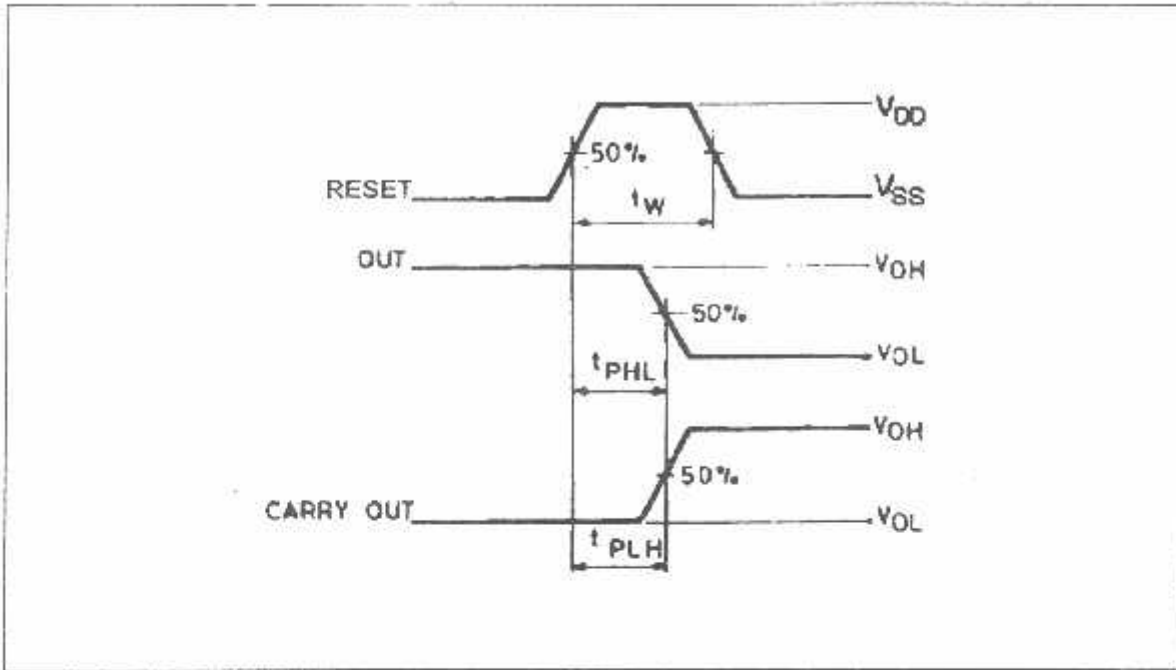 VDD
50%
RESET
VSS
tW
OUT
VOH
50%
VOL
tPHL
VOH
50%
CARRY OUT
VOL
tPLH